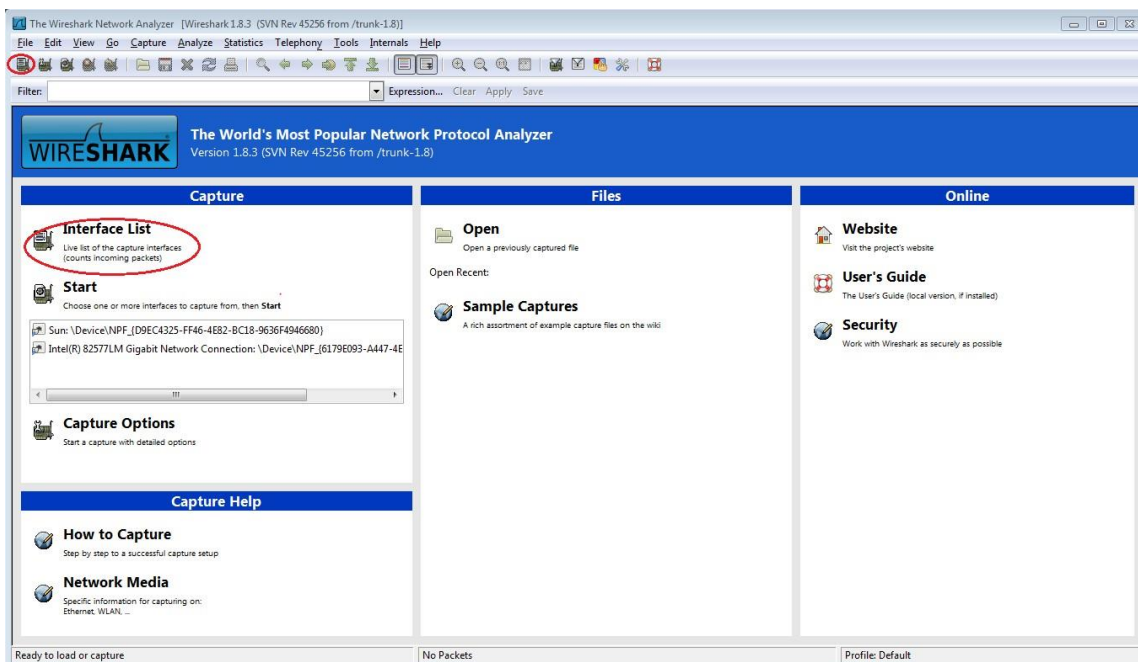 The Wireshark Network Analyzer [Wireshark 1.8.3 (SVN Rev 45256 from /trunk-1.8)]
File Edit View Go Capture Analyze Statistics Telephony Tools Internals Help
Filter: Expression... Clear Apply Save
WIRESHARK
The World's Most Popular Network Protocol Analyzer
Version 1.8.3 (SVN Rev 45256 from /trunk-1.8)
Capture
Interface List
Live list of the capture interfaces
(counts incoming packets)
Start
Choose one or more interfaces to capture from, then Start
Sun: \Device\NPF_{D9EC4325-FF46-4E82-BC18-9636F4946680}
Intel(R) 82577LM Gigabit Network Connection: \Device\NPF_{6179E093-A447-4E
Capture Options
Start a capture with detailed options
Capture Help
How to Capture
Step by step to a successful capture setup
Network Media
Specific information for capturing on:
Ethernet, WLAN, ...
Files
Open
Open a previously captured file
Open Recent:
Sample Captures
A rich assortment of example capture files on the wiki
Online
Website
Visit the project's website
User's Guide
The User's Guide (local version, if installed)
Security
Work with Wireshark as securely as possible
Ready to load or capture
No Packets
Profile: Default